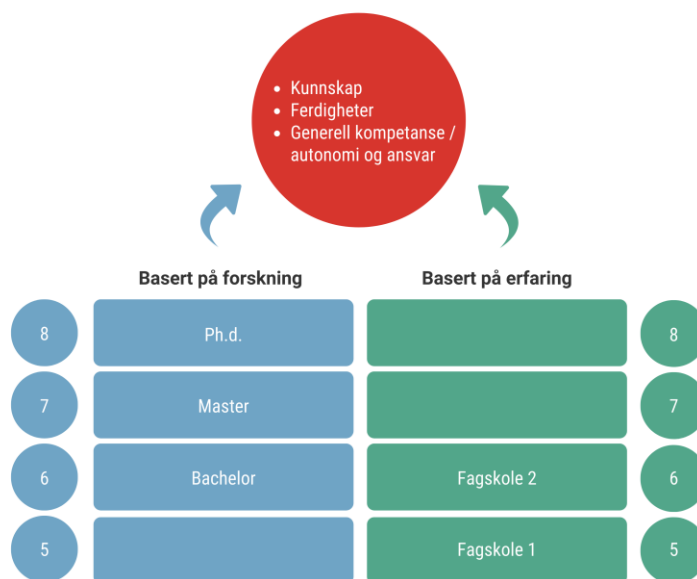 • Kunnskap
• Ferdigheter
• Generell kompetanse /
autonomi og ansvar
Basert på forskning
Basert på erfaring
8
Ph.d.
8
7
Master
7
6
Bachelor
Fagskole 2
6
5
Fagskole 1
5